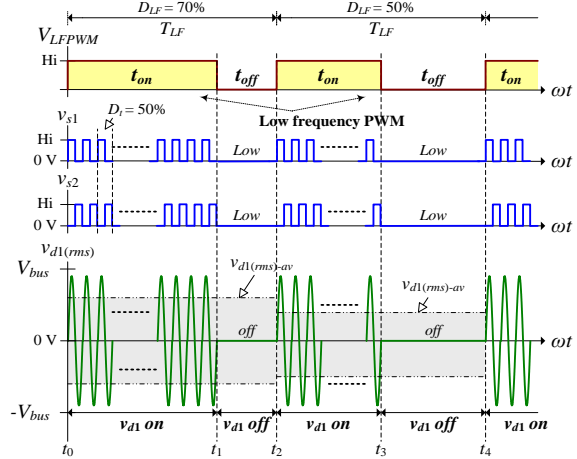 D_LF = 70% D_LF = 50%
T_LF T_LF
V_LFPWM
Hi t_on t_off t_on t_off t_on
ωt
Low frequency PWM
v_s1 D_t = 50%
Hi
0 V Low Low ωt
v_s2
Hi
0 V Low Low ωt
v_d1(rms)
V_bus v_d1(rms)-av v_d1(rms)-av
0 V off off ωt
-V_bus
v_d1 on v_d1 off v_d1 on v_d1 off v_d1 on
t_0 t_1 t_2 t_3 t_4